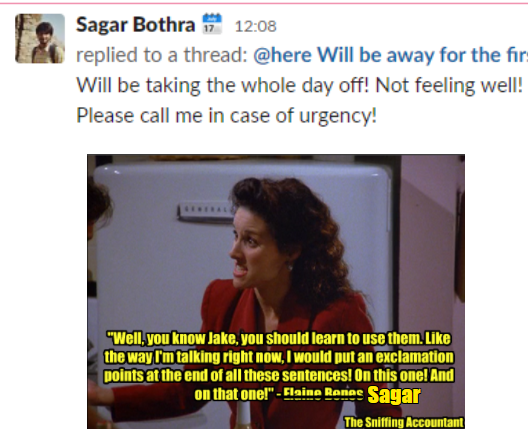 Sagar Bothra 17 12:08
replied to a thread: @here Will be away for the firs
Will be taking the whole day off! Not feeling well!
Please call me in case of urgency!
GENERAL
"Well, you know Jake, you should learn to use them. Like
the way I'm talking right now, I would put an exclamation
points at the end of all these sentences! On this one! And
on that one!" - Elaine Benes Sagar
The Sniffing Accountant